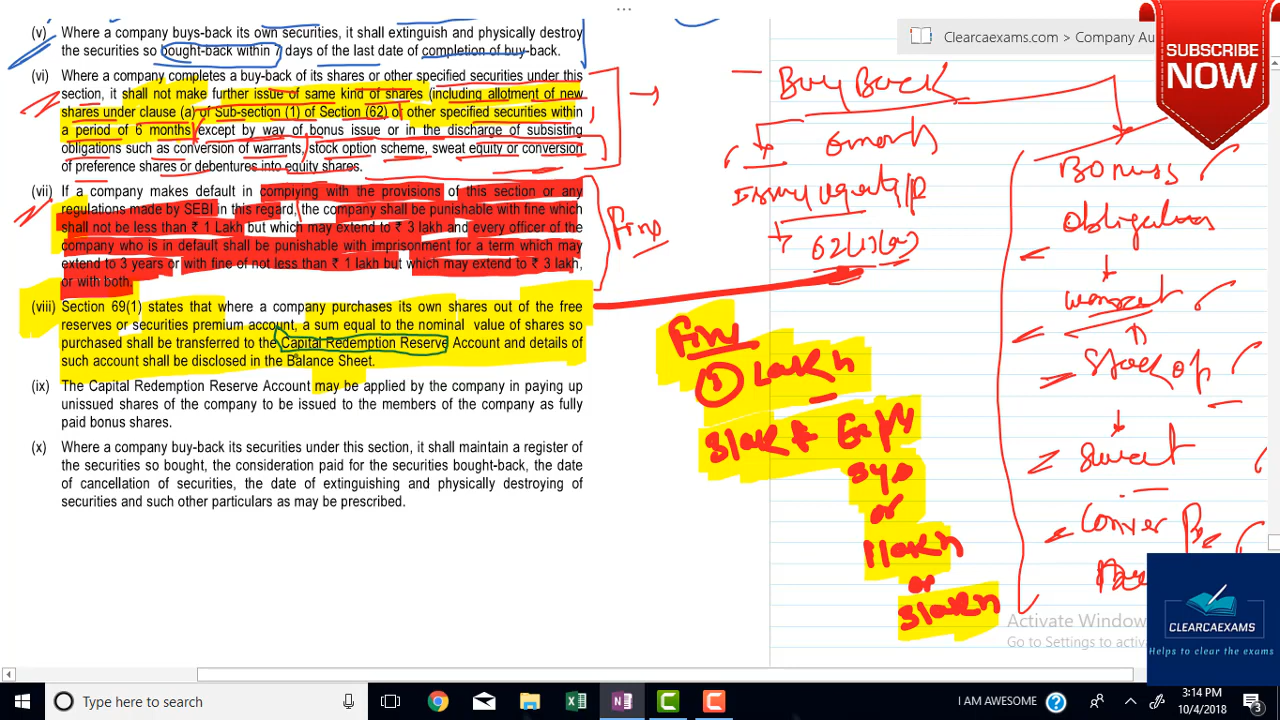 (v) Where a company buys-back its own securities, it shall extinguish and physically destroy
the securities so bought-back within 7 days of the last date of completion of buy-back.
(vi) Where a company completes a buy-back of its shares or other specified securities under this
section, it shall not make further issue of same kind of shares (including allotment of new
shares under clause (a) of Sub-section (1) of Section (62) or other specified securities within
a period of 6 months except by way of bonus issue or in the discharge of subsisting
obligations such as conversion of warrants, stock option scheme, sweat equity or conversion
of preference shares or debentures into equity shares.
(vii) If a company makes default in complying with the provisions of this section or any
regulations made by SEBI in this regard, the company shall be punishable with fine which
shall not be less than ₹ 1 Lakh but which may extend to ₹ 3 lakh and every officer of the
company who is in default shall be punishable with imprisonment for a term which may
extend to 3 years or with fine of not less than ₹ 1 lakh but which may extend to ₹ 3 lakh,
or with both.
(viii) Section 69(1) states that where a company purchases its own shares out of the free
reserves or securities premium account, a sum equal to the nominal value of shares so
purchased shall be transferred to the Capital Redemption Reserve Account and details of
such account shall be disclosed in the Balance Sheet.
(ix) The Capital Redemption Reserve Account may be applied by the company in paying up
unissued shares of the company to be issued to the members of the company as fully
paid bonus shares.
(x) Where a company buy-back its securities under this section, it shall maintain a register of
the securities so bought, the consideration paid for the securities bought-back, the date
of cancellation of securities, the date of extinguishing and physically destroying of
securities and such other particulars as may be prescribed.
Clearcaexams.com > Company Au
SUBSCRIBE
NOW
Buy Back
6 months
62(1)(a)
Bonus
obligation
Stock op
Sweat
Conver
Fine
1 Lakh
3 lak
3 ys
or
1 lakh
or
3 lakh
Activate Window
Go to Settings to activ
CLEARCAEXAMS
Helps to clear the exams
Type here to search
I AM AWESOME
3:14 PM
10/4/2018
3